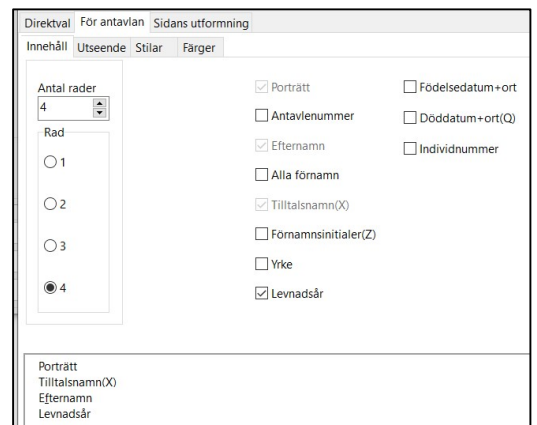 Direktval För antavlan Sidans utformning
Innehåll Utseende Stilar Färger
Antal rader
4
Rad
1
2
3
4
Porträtt
Antavlenummer
Efternamn
Alla förnamn
Tilltalsnamn(X)
Förnamnsinitialer(Z)
Yrke
Levnadsår
Födelsedatum+ort
Döddatum+ort(Q)
Individnummer
Porträtt
Tilltalsnamn(X)
Efternamn
Levnadsår